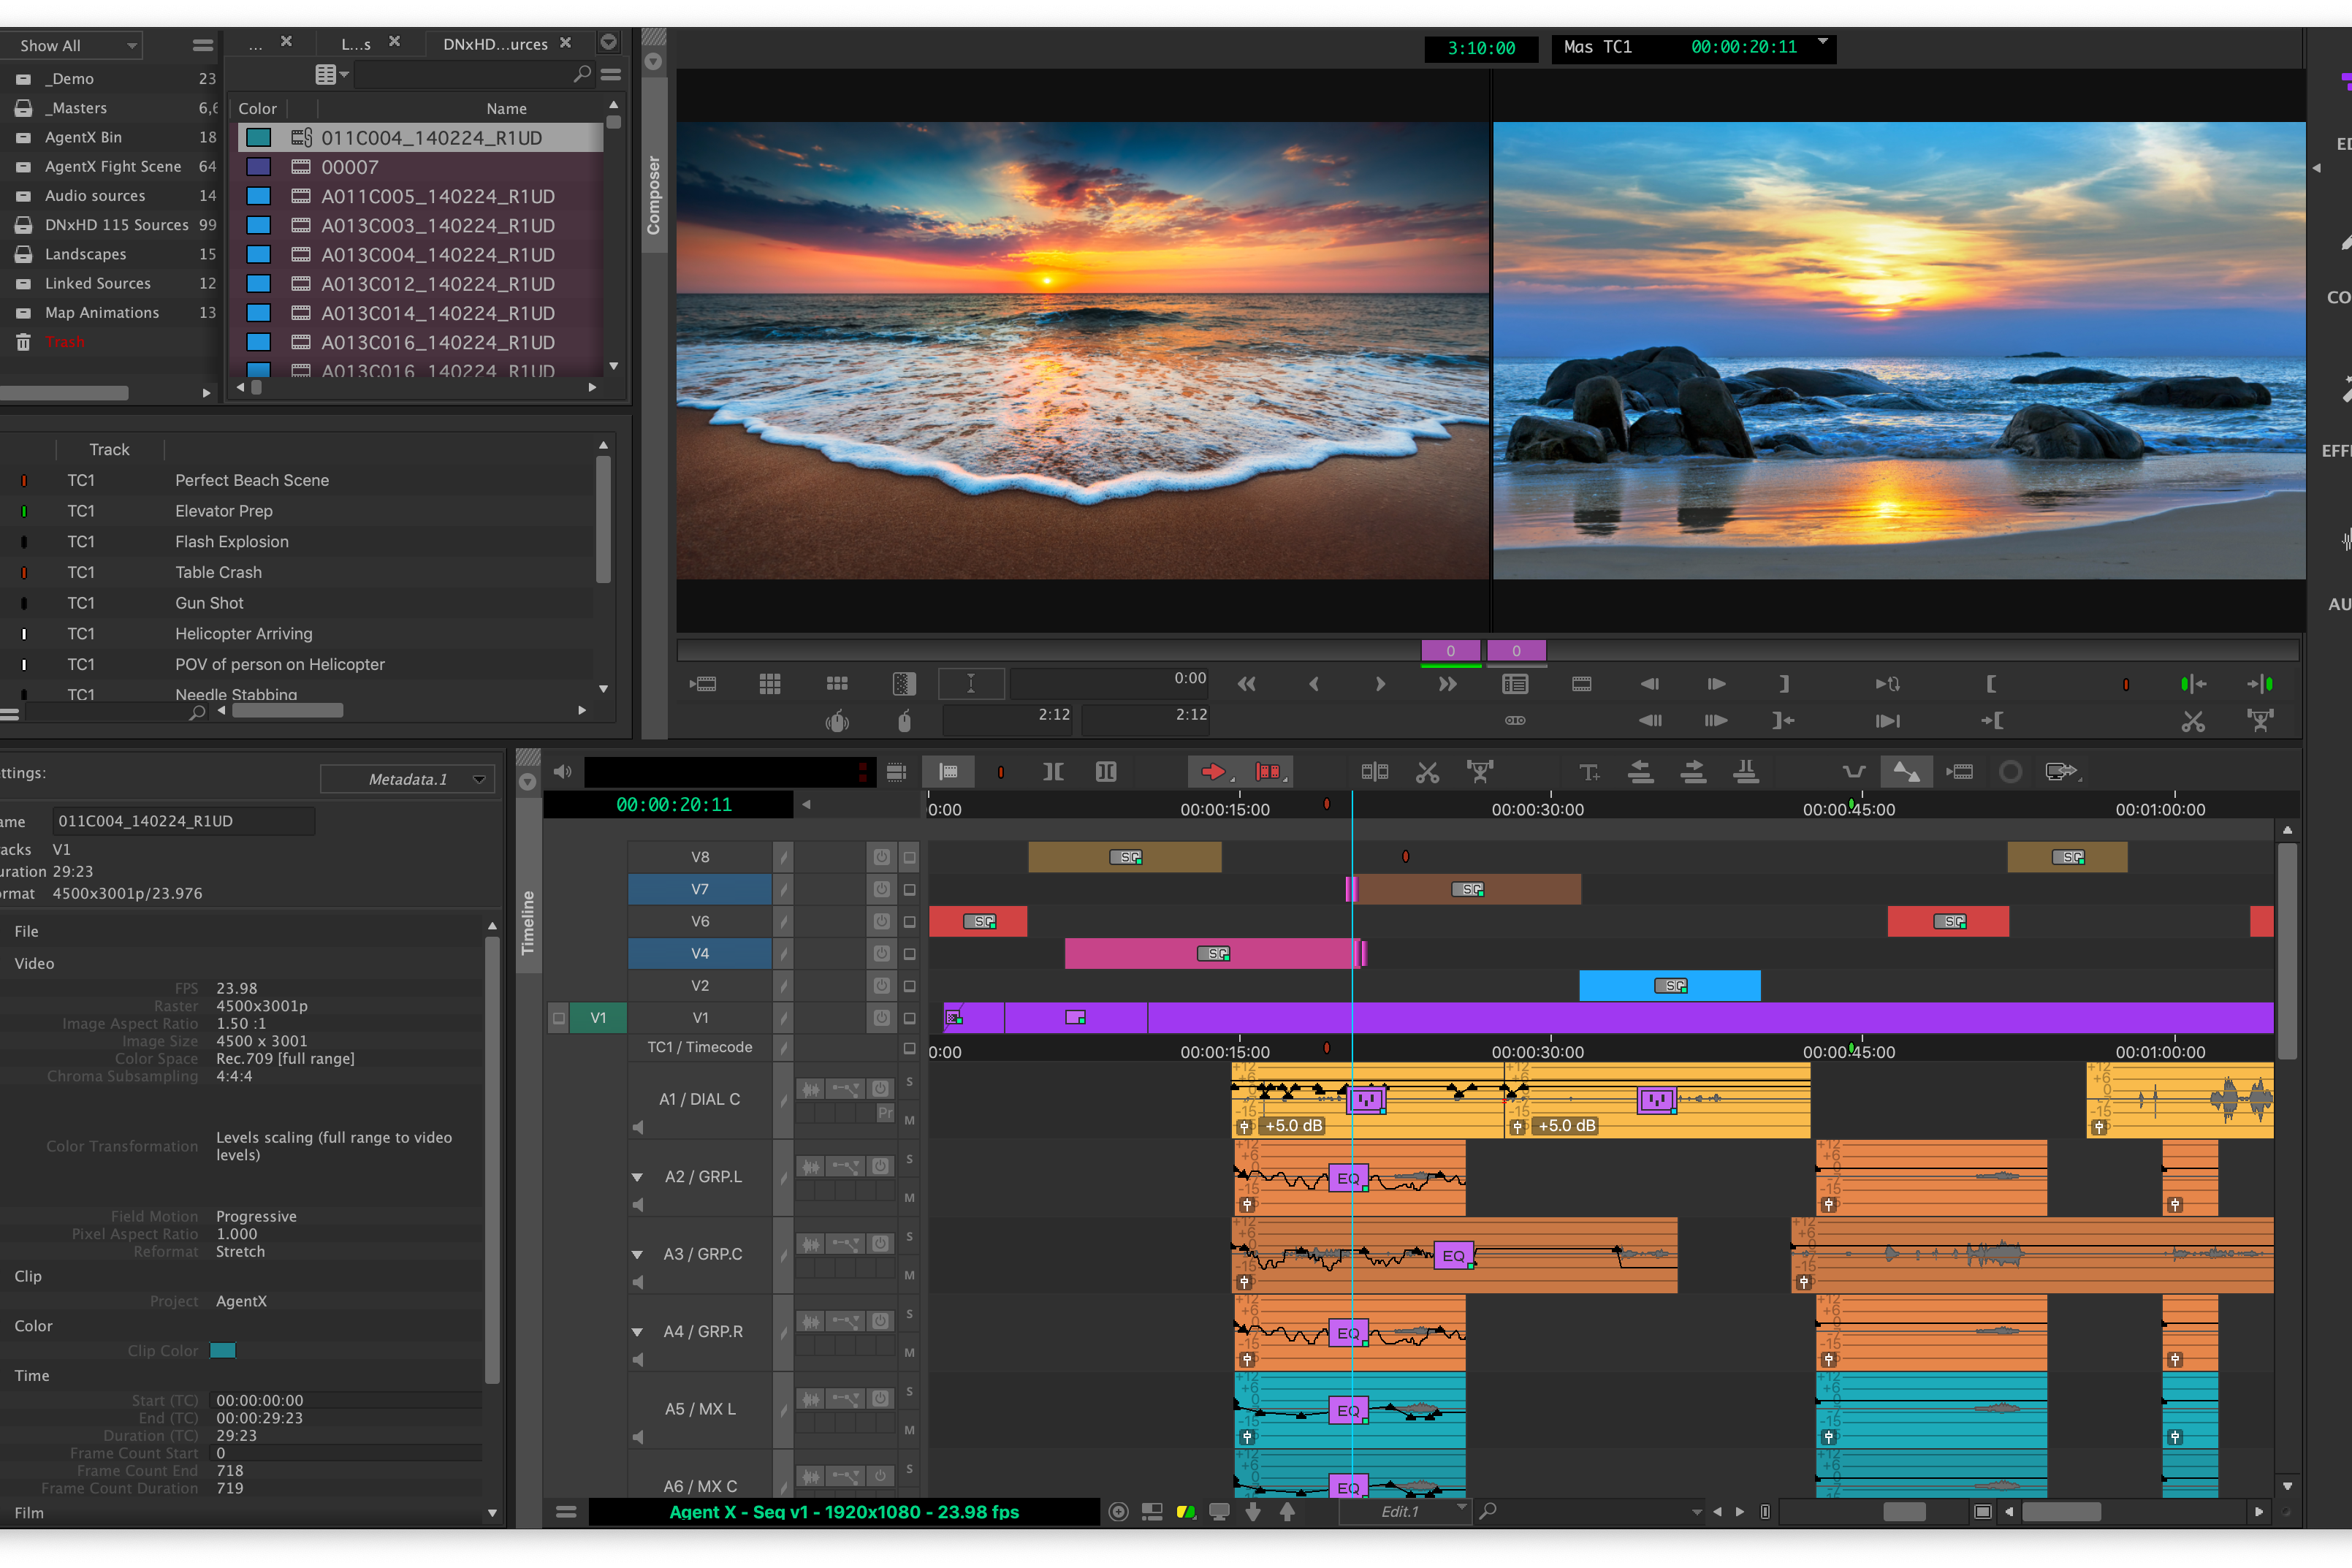 Show All
_Demo 23
_Masters 6,6
AgentX Bin 18
AgentX Fight Scene 64
Audio sources 14
DNxHD 115 Sources 99
Landscapes 15
Linked Sources 12
Map Animations 13
Trash
... L...s DNxHD...urces
Color Name
011C004_140224_R1UD
00007
A011C005_140224_R1UD
A013C003_140224_R1UD
A013C004_140224_R1UD
A013C012_140224_R1UD
A013C014_140224_R1UD
A013C016_140224_R1UD
A013C016_140224_R1UD
Track
TC1 Perfect Beach Scene
TC1 Elevator Prep
TC1 Flash Explosion
TC1 Table Crash
TC1 Gun Shot
TC1 Helicopter Arriving
TC1 POV of person on Helicopter
TC1 Needle Stabbing
Composer
3:10:00 Mas TC1 00:00:20:11
ED
CO
EFF
AU
0 0
0:00
2:12 2:12
ttings: Metadata.1
ame 011C004_140224_R1UD
acks V1
uration 29:23
rmat 4500x3001p/23.976
File
Video
FPS 23.98
Raster 4500x3001p
Image Aspect Ratio 1.50 :1
Image Size 4500 x 3001
Color Space Rec.709 [full range]
Chroma Subsampling 4:4:4
Color Transformation Levels scaling (full range to video
levels)
Field Motion Progressive
Pixel Aspect Ratio 1.000
Reformat Stretch
Clip
Project AgentX
Color
Clip Color
Time
Start (TC) 00:00:00:00
End (TC) 00:00:29:23
Duration (TC) 29:23
Frame Count Start 0
Frame Count End 718
Frame Count Duration 719
Film
Timeline
00:00:20:11
0:00 00:00:15:00 00:00:30:00 00:00:45:00 00:01:00:00
V8
V7
V6
V4
V2
V1 V1
TC1 / Timecode 0:00 00:00:15:00 00:00:30:00 00:00:45:00 00:01:00:00
A1 / DIAL C Pr S M
+5.0 dB +5.0 dB
A2 / GRP.L S M EQ
A3 / GRP.C S M EQ
A4 / GRP.R S M EQ
A5 / MX L S M EQ
A6 / MX C S EQ
Agent X - Seq v1 - 1920x1080 - 23.98 fps Edit.1